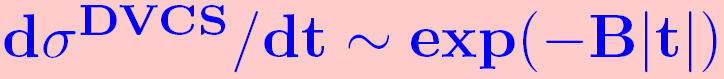 dσ^DVCS/dt ∼ exp(−B|t|)